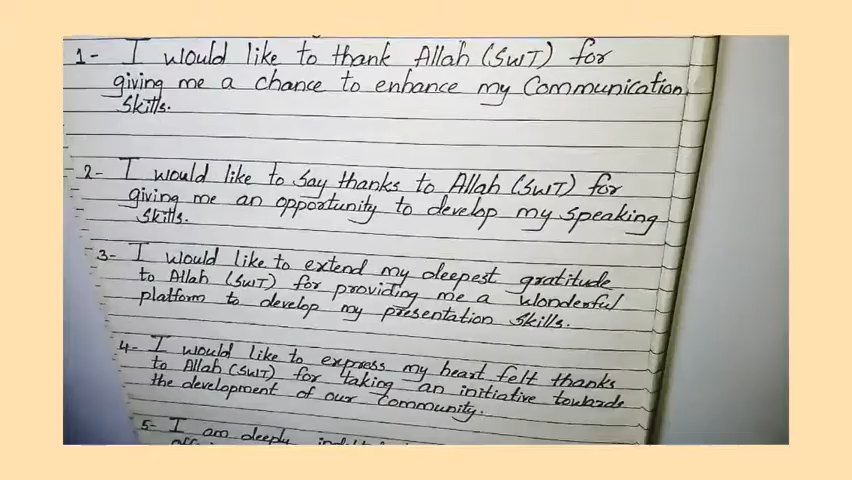 1- I would like to thank Allah (SWT) for
giving me a chance to enhance my Communication
Skills.
2- I would like to Say thanks to Allah (SWT) for
giving me an opportunity to develop my speaking
Skills.
3- I would like to extend my deepest gratitude
to Allah (SWT) for providing me a wonderful
platform to develop my presentation Skills.
4- I would like to express my heart felt thanks
to Allah (SWT) for taking an initiative towards
the development of our Community.
5- I am deeply